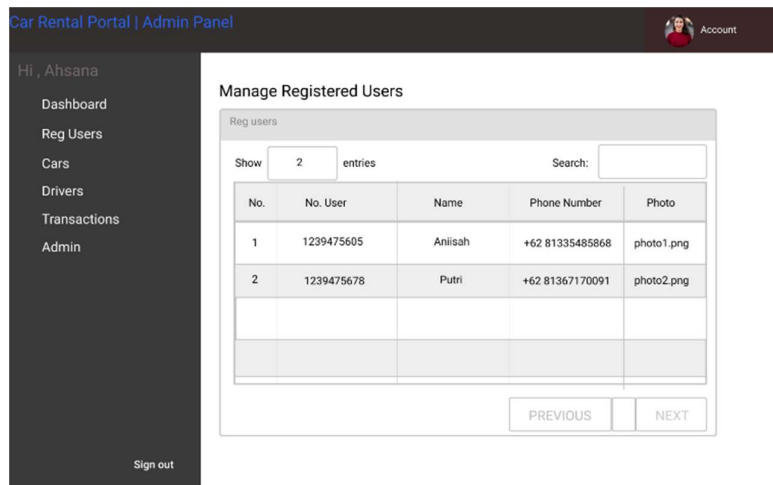 Car Rental Portal | Admin Panel
Account
Hi , Ahsana
Dashboard
Reg Users
Cars
Drivers
Transactions
Admin
Sign out
Manage Registered Users
Reg users
Show 2 entries Search:
No. No. User Name Phone Number Photo
1 1239475605 Aniisah +62 81335485868 photo1.png
2 1239475678 Putri +62 81367170091 photo2.png
PREVIOUS NEXT